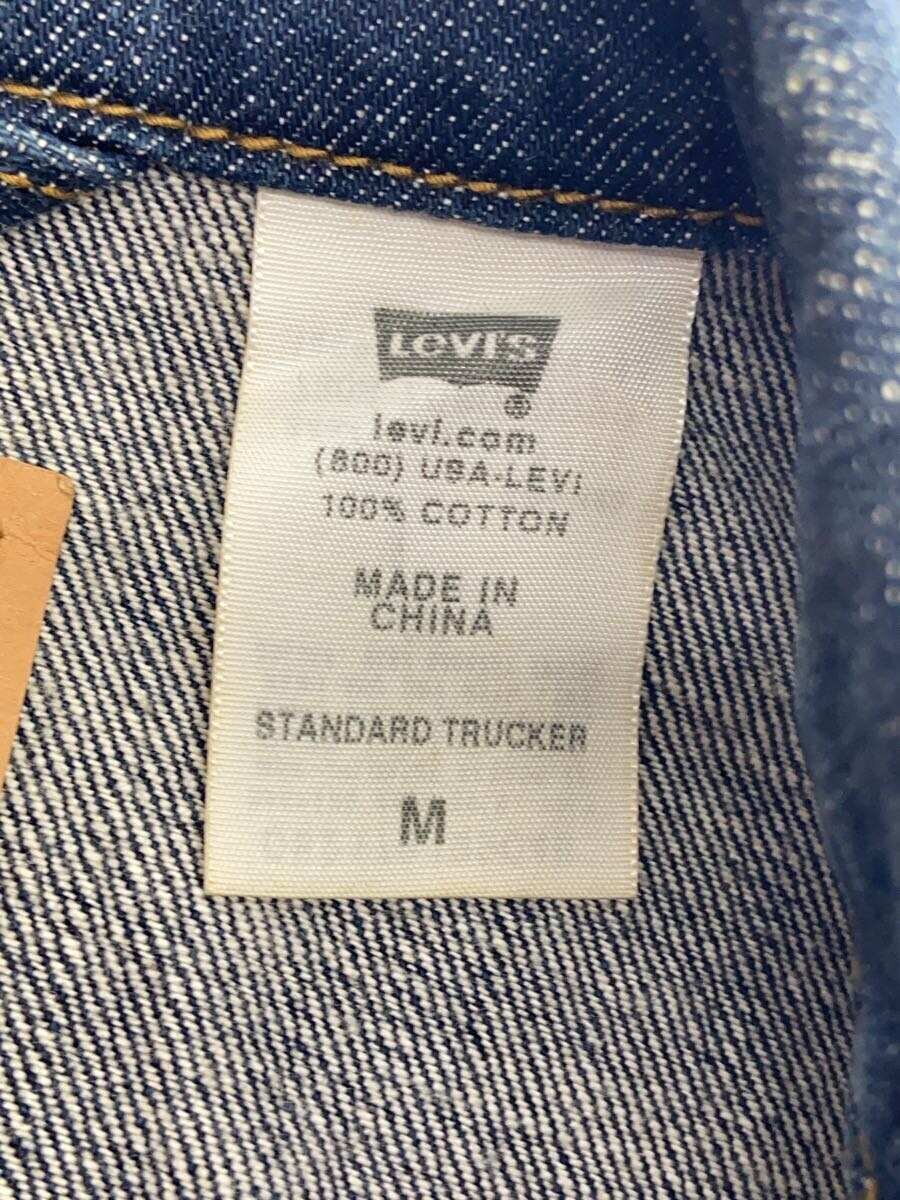 LEVI'S
®
levi.com
(800) USA-LEVI
100% COTTON
MADE IN
CHINA
STANDARD TRUCKER
M